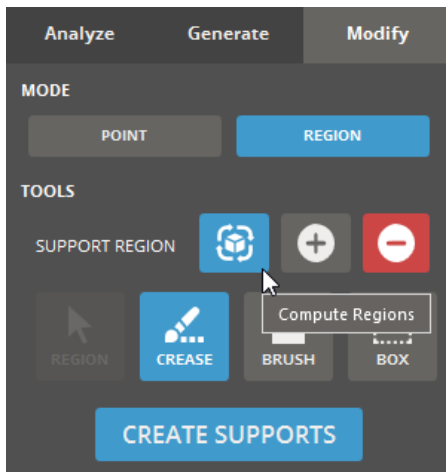 Analyze Generate Modify
MODE
POINT REGION
TOOLS
SUPPORT REGION
Compute Regions
REGION CREASE BRUSH BOX
CREATE SUPPORTS